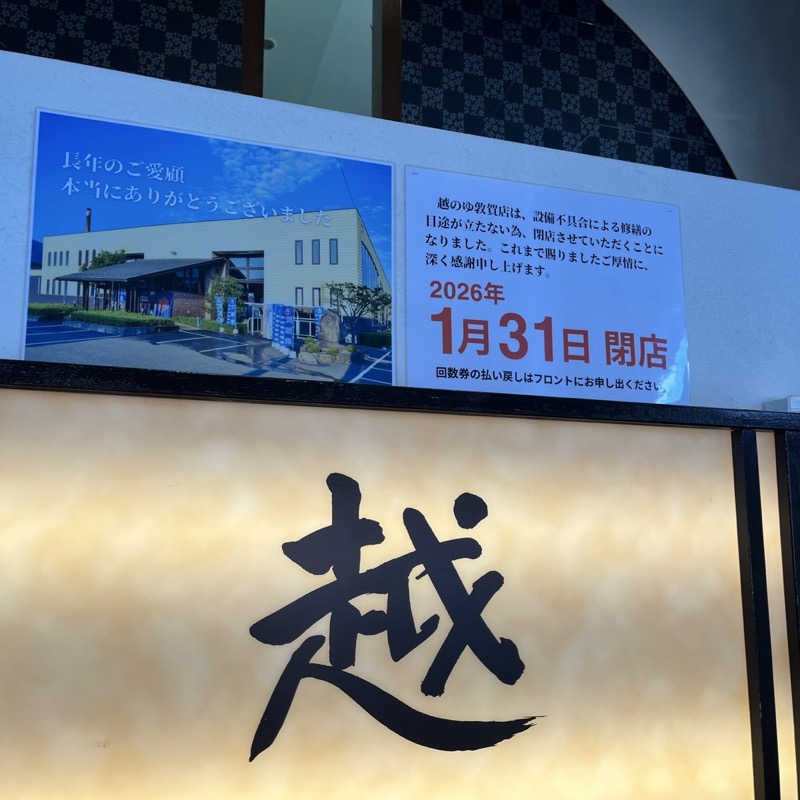 長年のご愛顧
本当にありがとうございました
越のゆ敦賀店は、設備不具合による修繕の
目途が立たない為、閉店させていただくことに
なりました。これまで賜りましたご厚情に、
深く感謝申し上げます。
2026年
1月31日 閉店
回数券の払い戻しはフロントにお申し出ください。
越